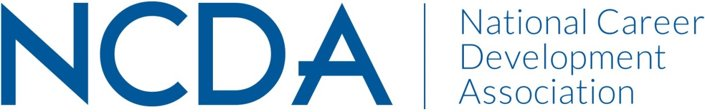 NCDA
National Career
Development
Association